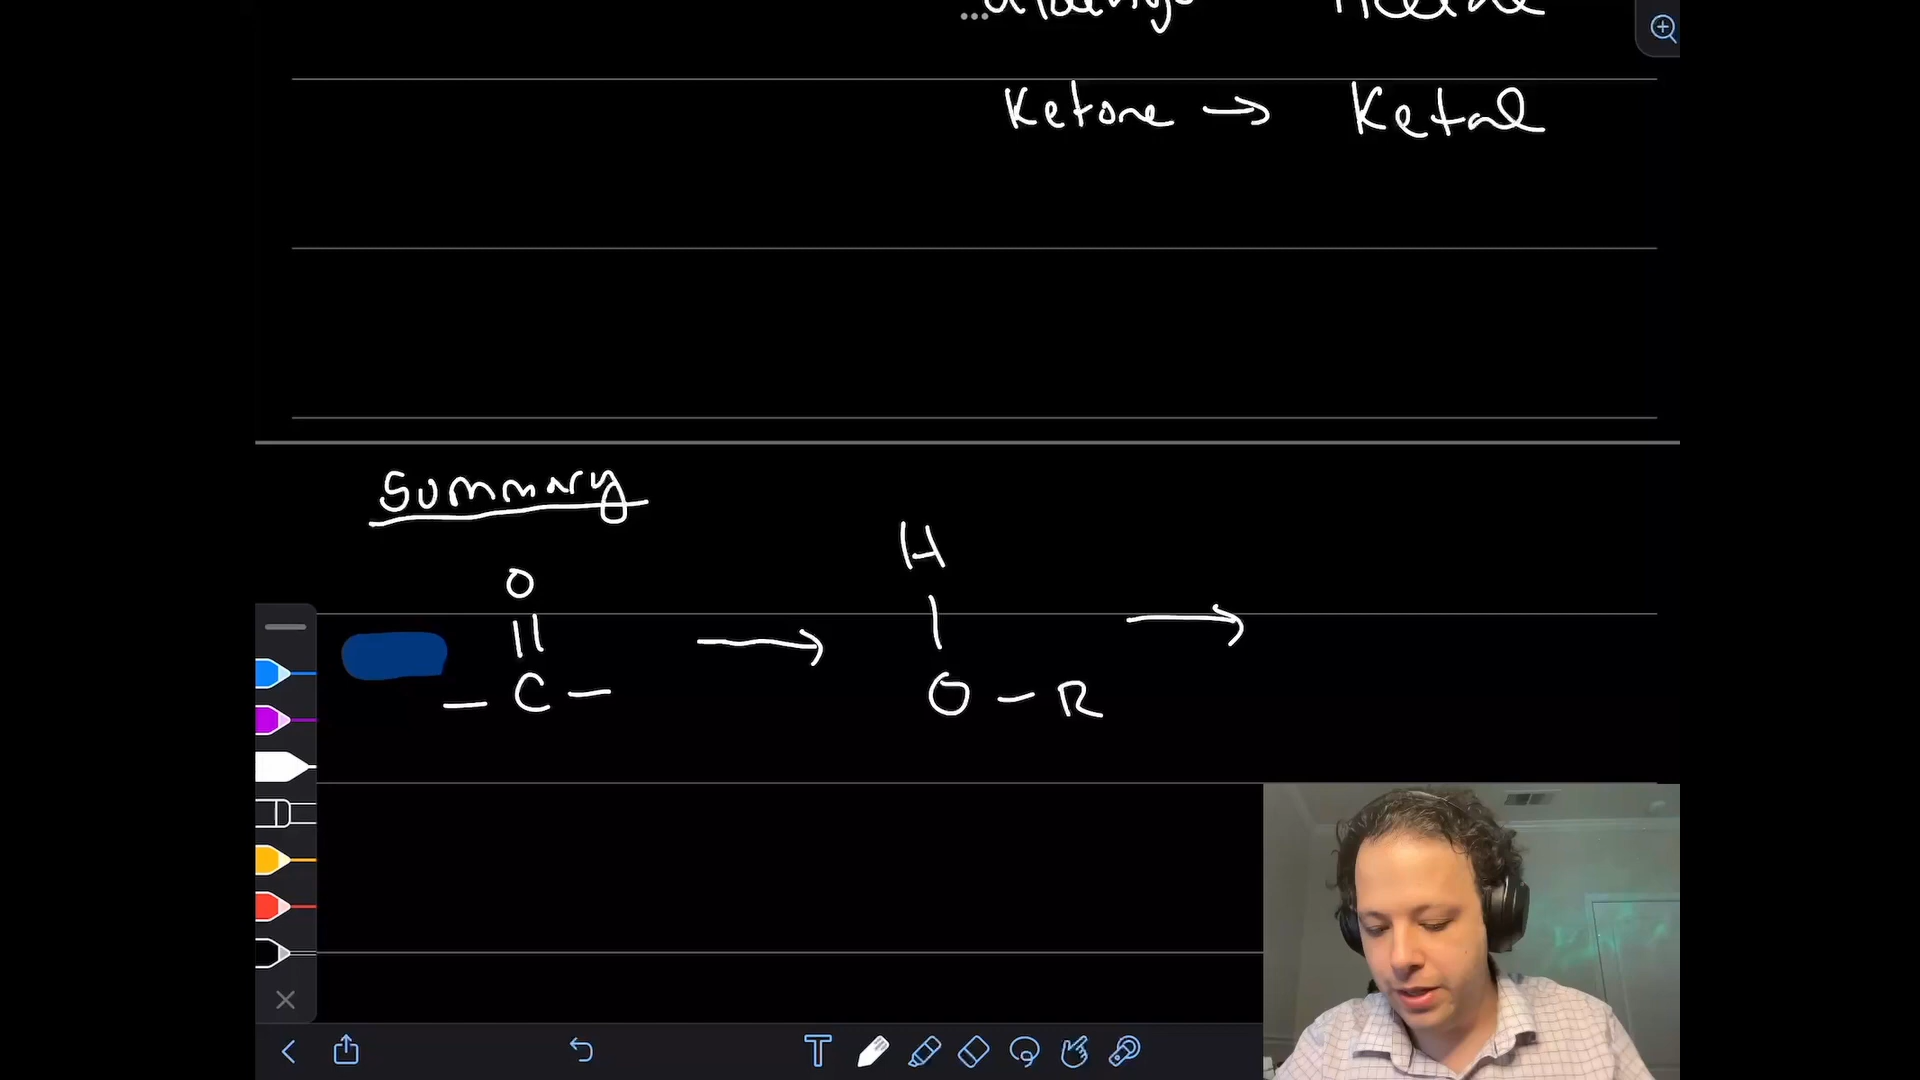 Ketone → Ketal
Summary
O
H
— C — → O — R →
T